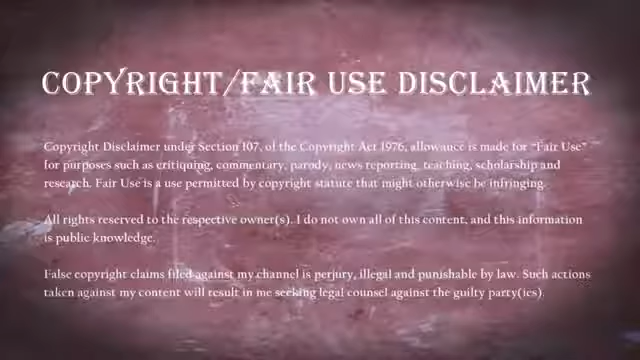 COPYRIGHT/FAIR USE DISCLAIMER
Copyright Disclaimer under Section 107, of the Copyright Act 1976, allowance is made for "Fair Use"
for purposes such as critiquing, commentary, parody, news reporting, teaching, scholarship and
research. Fair Use is a use permitted by copyright statute that might otherwise be infringing.
All rights reserved to the respective owner(s). I do not own all of this content, and this information
is public knowledge.
False copyright claims filed against my channel is perjury, illegal and punishable by law. Such actions
taken against my content will result in me seeking legal counsel against the guilty party(ies).